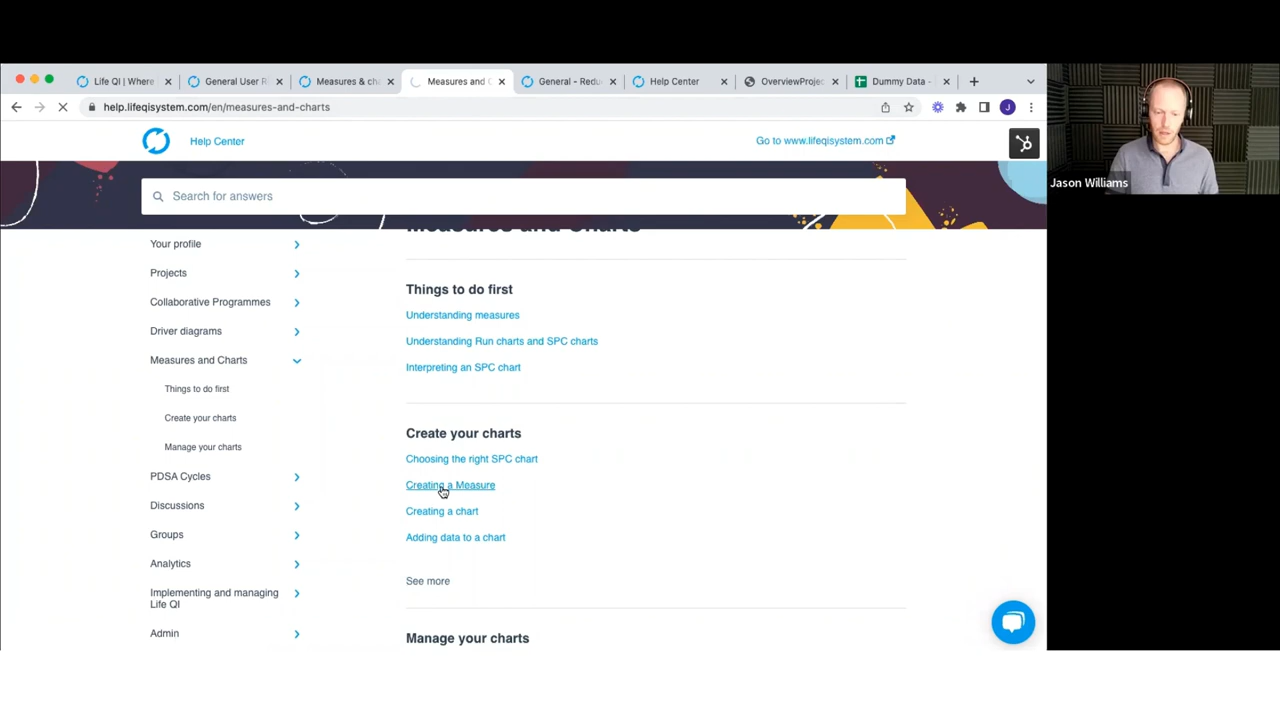 Life QI | Where
General User R
Measures & cha
Measures and C
General - Redu
Help Center
OverviewProjec
Dummy Data -
help.lifeqisystem.com/en/measures-and-charts
J
Help Center
Go to www.lifeqisystem.com
Search for answers
Jason Williams
Measures and Charts
Your profile
Projects
Collaborative Programmes
Driver diagrams
Measures and Charts
Things to do first
Create your charts
Manage your charts
PDSA Cycles
Discussions
Groups
Analytics
Implementing and managing
Life QI
Admin
Things to do first
Understanding measures
Understanding Run charts and SPC charts
Interpreting an SPC chart
Create your charts
Choosing the right SPC chart
Creating a Measure
Creating a chart
Adding data to a chart
See more
Manage your charts